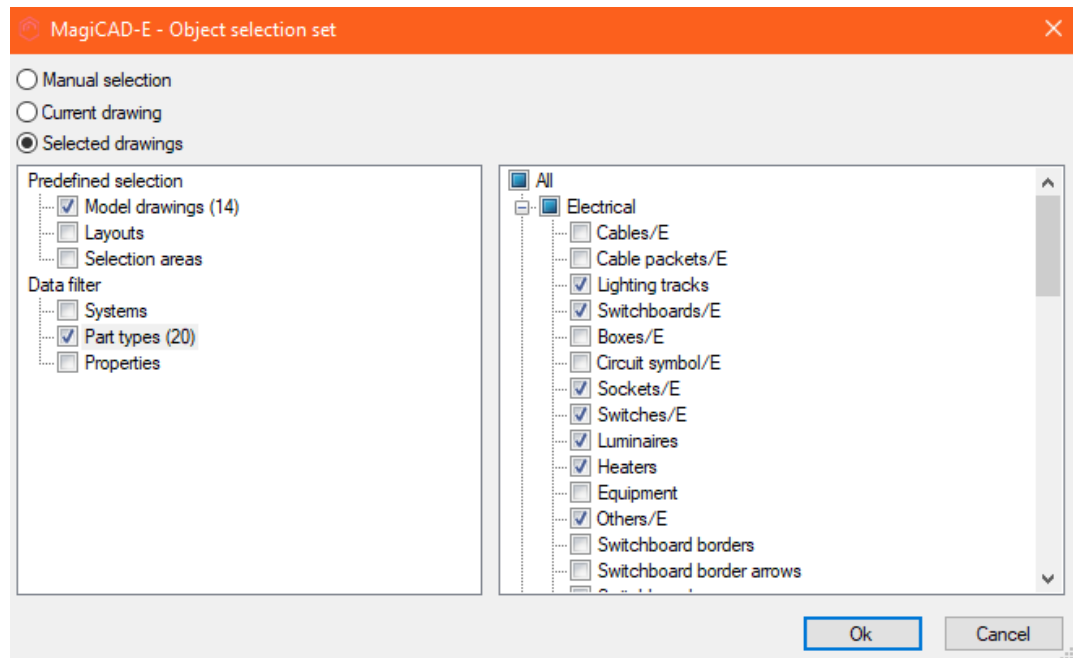 MagiCAD-E - Object selection set
Manual selection
Current drawing
Selected drawings
Predefined selection
Model drawings (14)
Layouts
Selection areas
Data filter
Systems
Part types (20)
Properties
All
Electrical
Cables/E
Cable packets/E
Lighting tracks
Switchboards/E
Boxes/E
Circuit symbol/E
Sockets/E
Switches/E
Luminaires
Heaters
Equipment
Others/E
Switchboard borders
Switchboard border arrows
Ok
Cancel